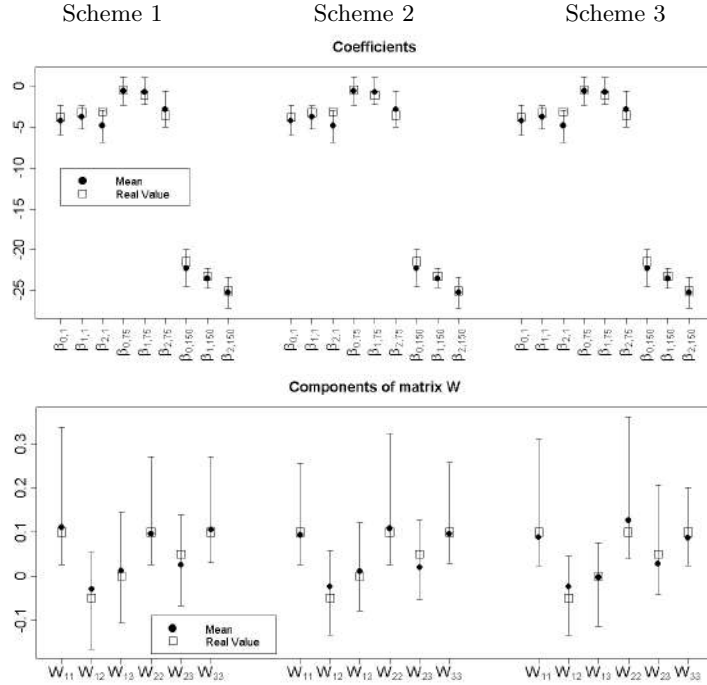 Scheme 1 Scheme 2 Scheme 3
Coefficients
0
-5
-10
-15
-20
-25
Mean
Real Value
β0,1 β1,1 β2,1 β0,75 β1,75 β2,75 β0,150 β1,150 β2,150 β0,1 β1,1 β2,1 β0,75 β1,75 β2,75 β0,150 β1,150 β2,150 β0,1 β1,1 β2,1 β0,75 β1,75 β2,75 β0,150 β1,150 β2,150
Components of matrix W
0.3
0.2
0.1
0
-0.1
Mean
Real Value
W11 W12 W13 W22 W23 W33 W11 W12 W13 W22 W23 W33 W11 W12 W13 W22 W23 W33